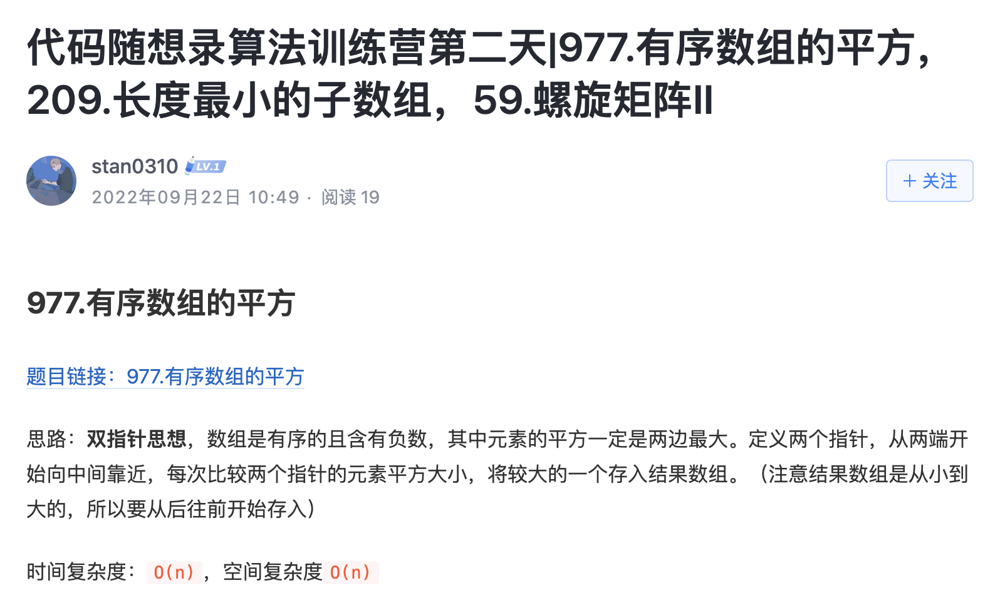 代码随想录算法训练营第二天|977.有序数组的平方，
209.长度最小的子数组，59.螺旋矩阵II
stan0310 LV.1
2022年09月22日 10:49 · 阅读 19
＋ 关注
977.有序数组的平方
题目链接：977.有序数组的平方
思路：双指针思想，数组是有序的且含有负数，其中元素的平方一定是两边最大。定义两个指针，从两端开
始向中间靠近，每次比较两个指针的元素平方大小，将较大的一个存入结果数组。（注意结果数组是从小到
大的，所以要从后往前开始存入）
时间复杂度：O(n)，空间复杂度O(n)